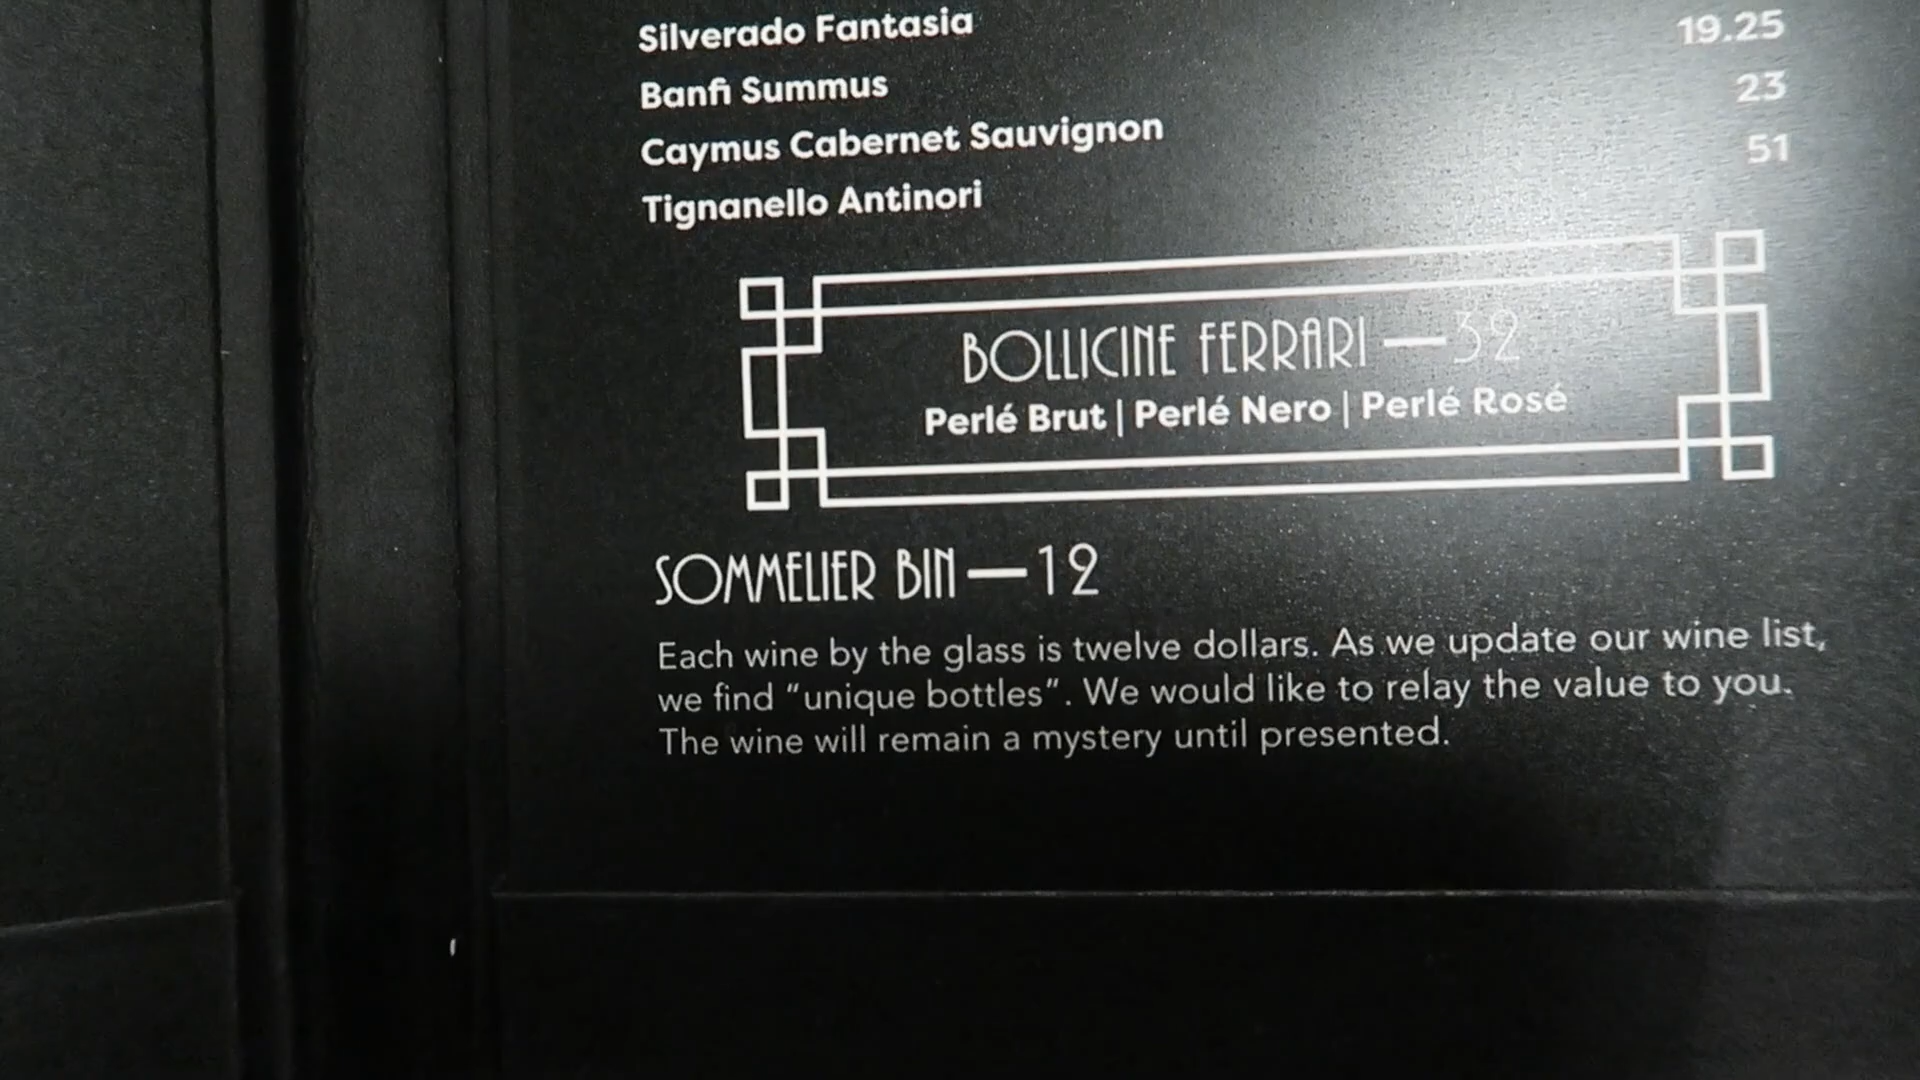 Silverado Fantasia
Banfi Summus 19.25
Caymus Cabernet Sauvignon 23
Tignanello Antinori 51
BOLLICINE FERRARI — 32
Perlé Brut | Perlé Nero | Perlé Rosé
SOMMELIER BIN — 12
Each wine by the glass is twelve dollars. As we update our wine list,
we find “unique bottles”. We would like to relay the value to you.
The wine will remain a mystery until presented.